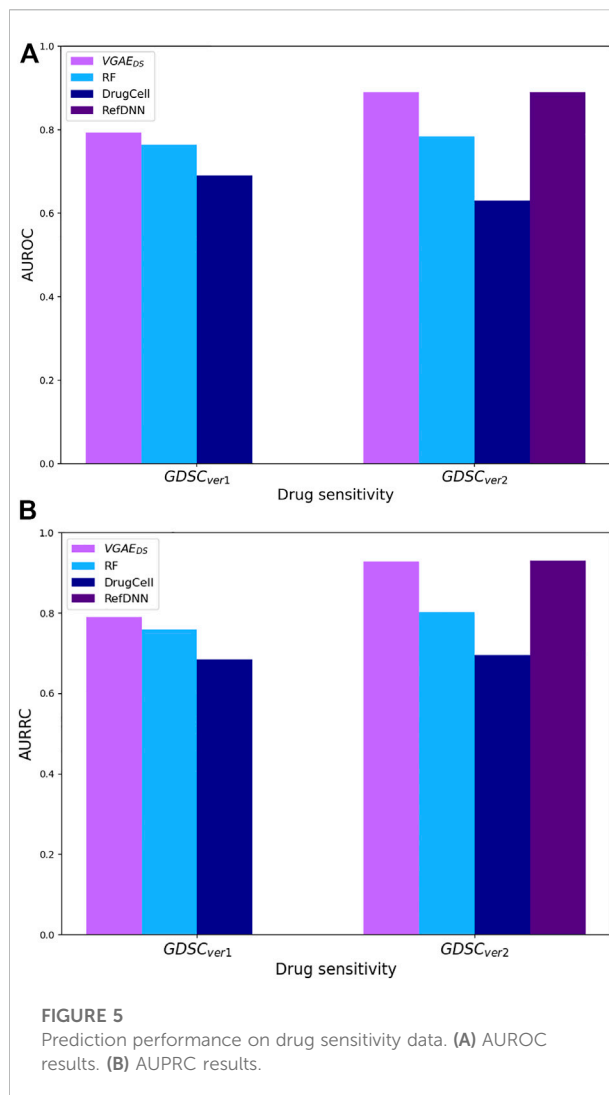 A
VGAE_DS
RF
DrugCell
RefDNN
1.0
0.8
0.6
0.4
0.2
0.0
AUROC
GDSC_ver1 GDSC_ver2
Drug sensitivity
B
VGAE_DS
RF
DrugCell
RefDNN
1.0
0.8
0.6
0.4
0.2
0.0
AURRC
GDSC_ver1 GDSC_ver2
Drug sensitivity
FIGURE 5
Prediction performance on drug sensitivity data. (A) AUROC
results. (B) AUPRC results.